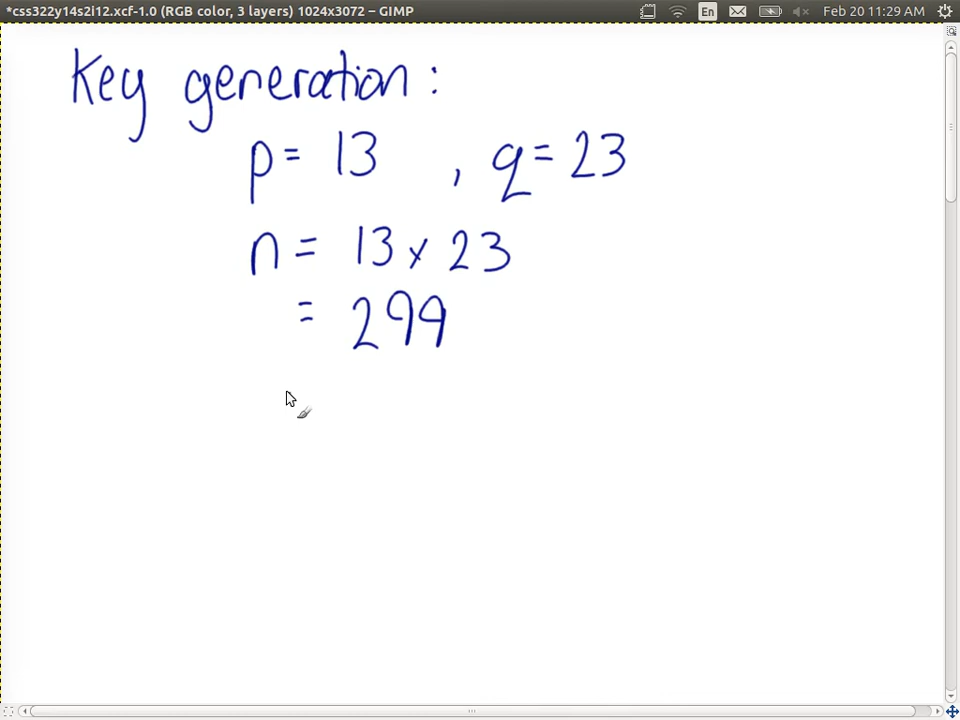 *css322y14s2i12.xcf-1.0 (RGB color, 3 layers) 1024x3072 – GIMP En Feb 20 11:29 AM
Key generation:
p = 13 , q = 23
n = 13 x 23
= 299